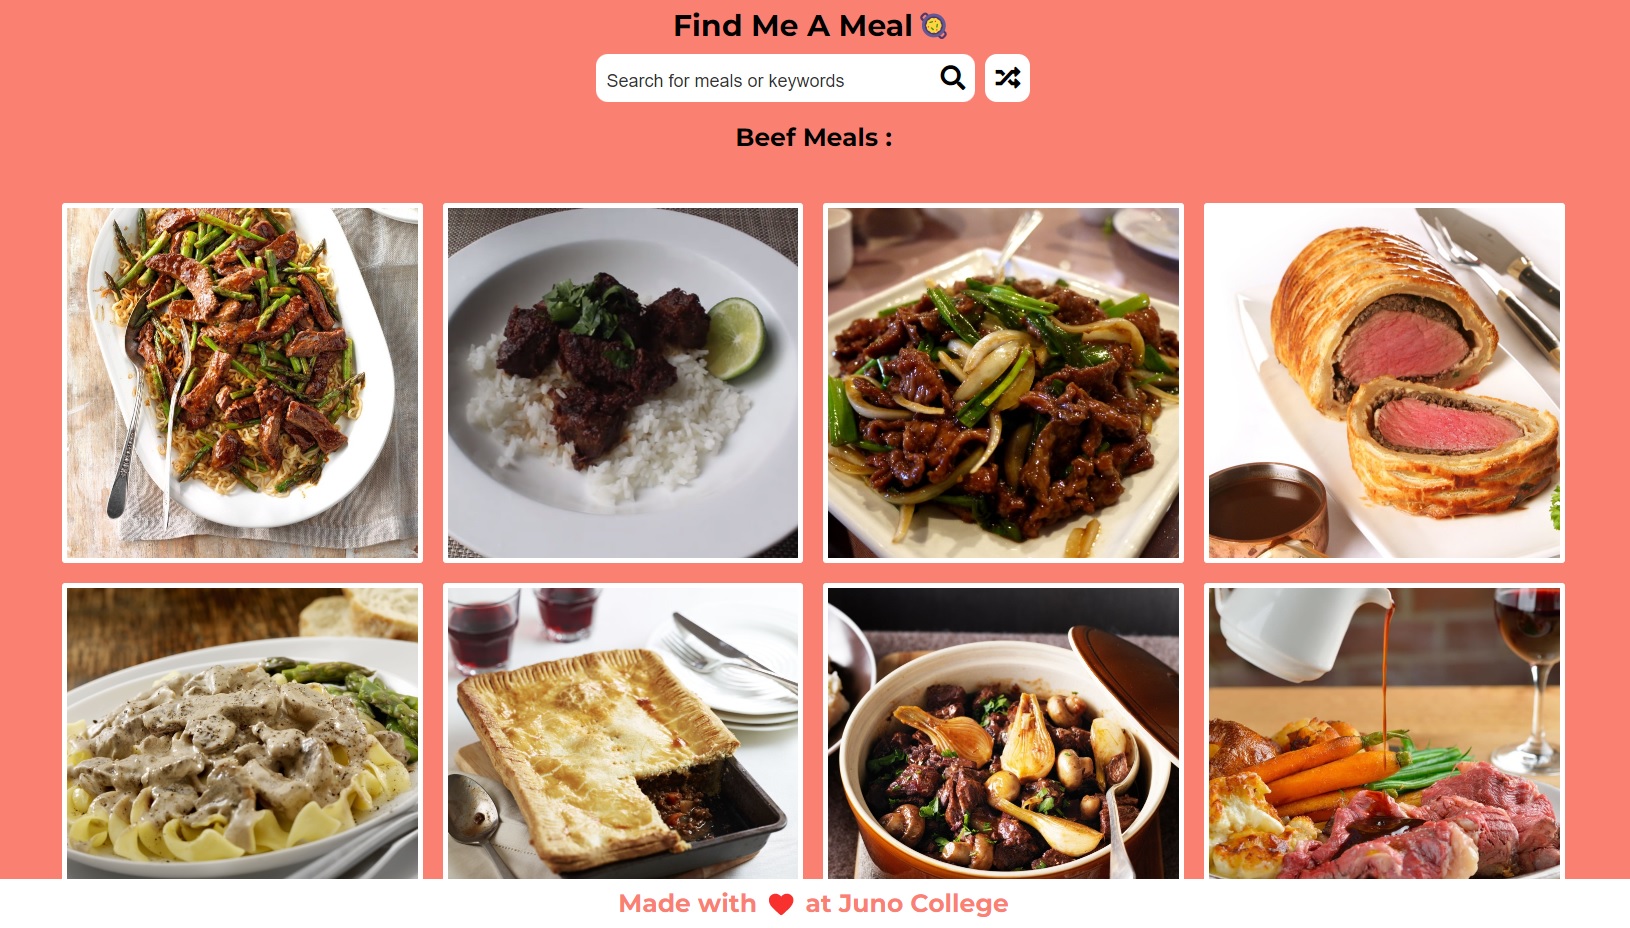 Find Me A Meal
Search for meals or keywords
Beef Meals :
Made with ❤ at Juno College